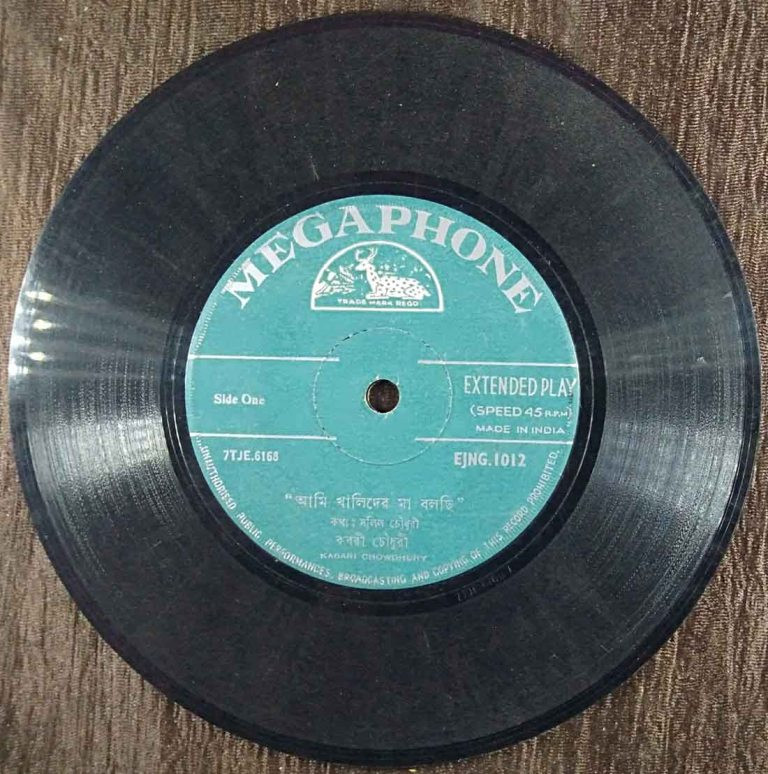 MEGAPHONE
TRADE MARK REGD
Side One
EXTENDED PLAY
(SPEED 45 R.P.M)
MADE IN INDIA
7TJE.6168
EJNG.1012
"আমি খালিদের মা বলছি"
কথা : সলিল চৌধুরী
কবরী চৌধুরী
KABARI CHOWDHURY
UNAUTHORISED PUBLIC PERFORMANCES, BROADCASTING AND COPYING OF THIS RECORD PROHIBITED.